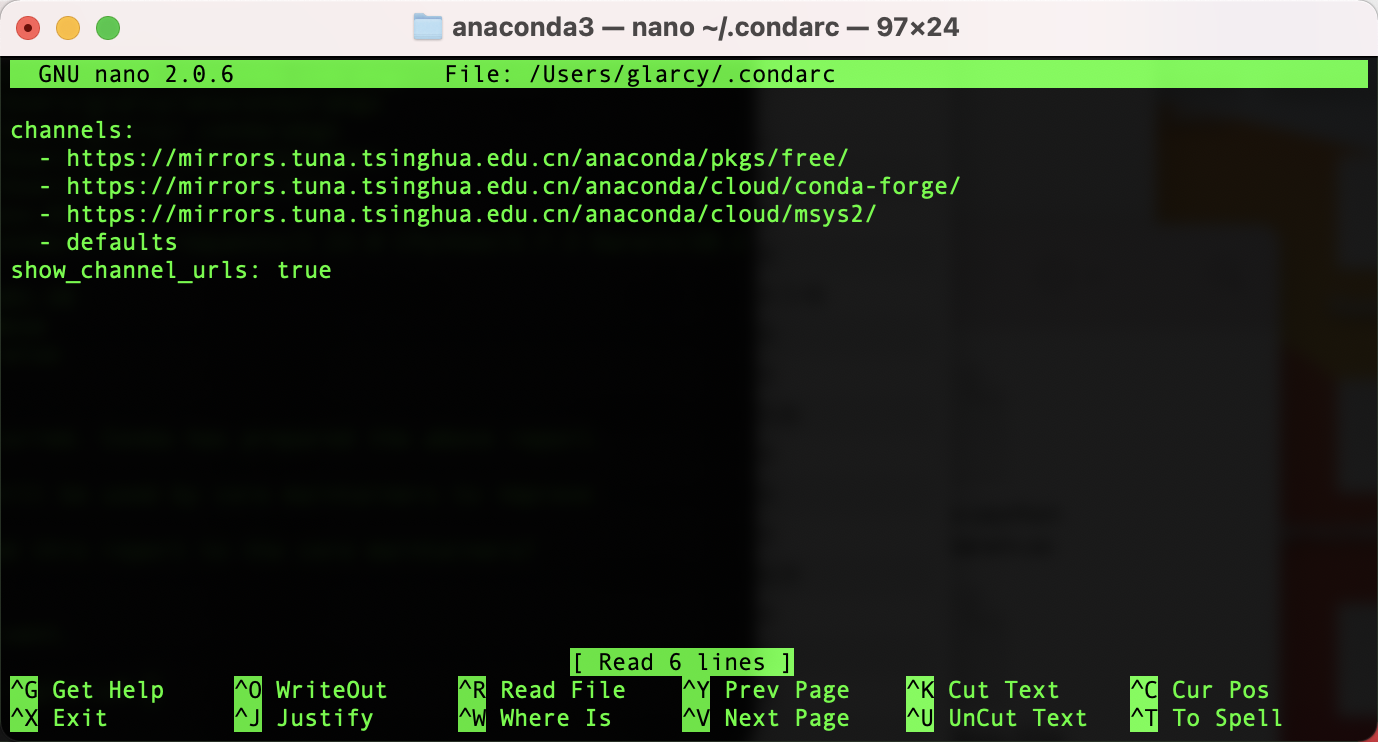 anaconda3 — nano ~/.condarc — 97×24
GNU nano 2.0.6 File: /Users/glarcy/.condarc
channels:
  - https://mirrors.tuna.tsinghua.edu.cn/anaconda/pkgs/free/
  - https://mirrors.tuna.tsinghua.edu.cn/anaconda/cloud/conda-forge/
  - https://mirrors.tuna.tsinghua.edu.cn/anaconda/cloud/msys2/
  - defaults
show_channel_urls: true
[ Read 6 lines ]
^G Get Help ^O WriteOut ^R Read File ^Y Prev Page ^K Cut Text ^C Cur Pos
^X Exit ^J Justify ^W Where Is ^V Next Page ^U UnCut Text ^T To Spell